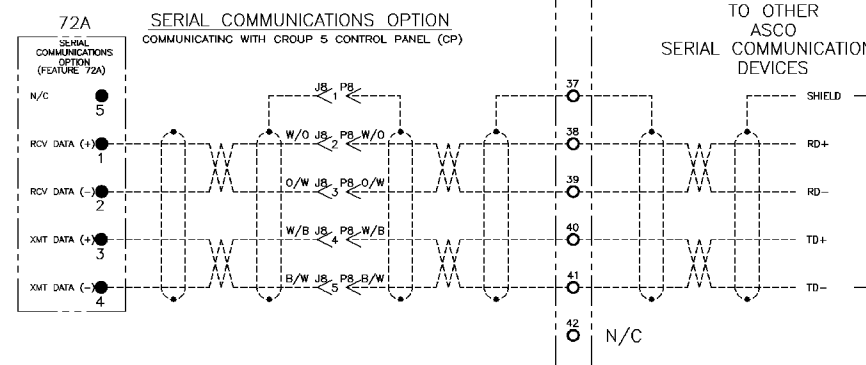 72A
SERIAL COMMUNICATIONS OPTION
COMMUNICATING WITH GROUP 5 CONTROL PANEL (CP)
TO OTHER
ASCO
SERIAL COMMUNICATION
DEVICES
SERIAL
COMMUNICATIONS
OPTION
(FEATURE 72A)
N/C
5
J8 P8
1
37
SHIELD
RCV DATA (+)
1
W/O J8 P8 W/O
2
38
RD+
RCV DATA (-)
2
O/W J8 P8 O/W
3
39
RD-
XMT DATA (+)
3
W/B J8 P8 W/B
4
40
TD+
XMT DATA (-)
4
B/W J8 P8 B/W
5
41
TD-
42
N/C